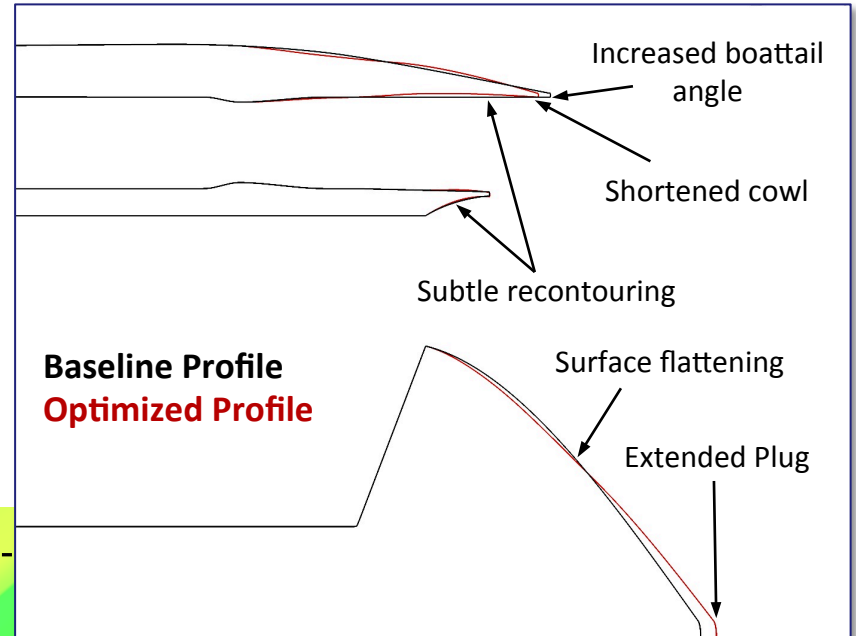 Increased boattail
angle
Shortened cowl
Subtle recontouring
Baseline Profile
Optimized Profile
Surface flattening
Extended Plug
-